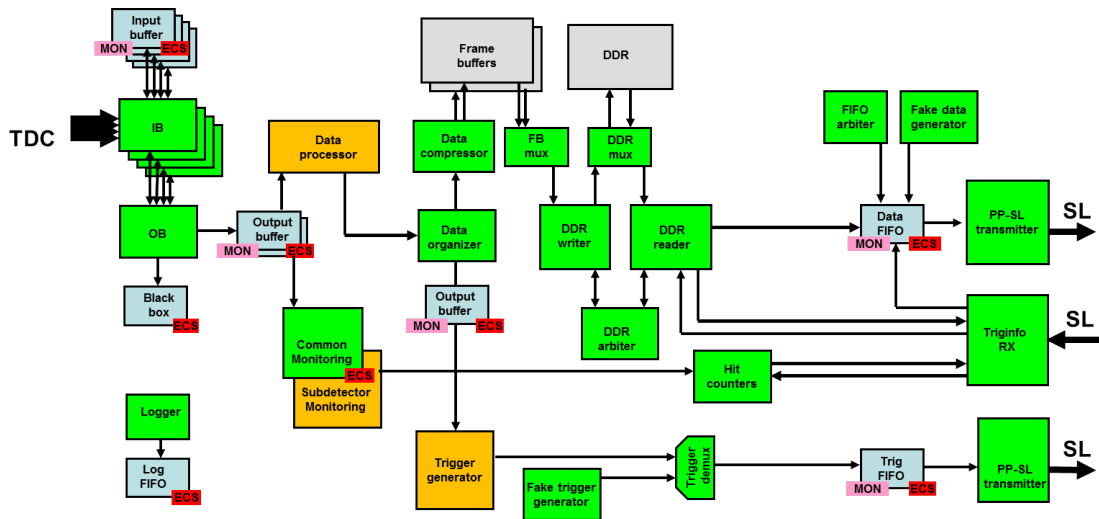 Input
buffer
MON
ECS
TDC
IB
OB
Output
buffer
MON
ECS
Black
box
ECS
Logger
Log
FIFO
ECS
Data
processor
Common
Monitoring
ECS
Subdetector
Monitoring
Frame
buffers
Data
compressor
Data
organizer
Output
buffer
MON
ECS
Trigger
generator
Fake trigger
generator
FB
mux
DDR
DDR
mux
DDR
writer
DDR
reader
DDR
arbiter
Hit
counters
Trigger
demux
FIFO
arbiter
Fake data
generator
Data
FIFO
MON
ECS
PP-SL
transmitter
SL
Triginfo
RX
SL
Trig
FIFO
MON
ECS
PP-SL
transmitter
SL